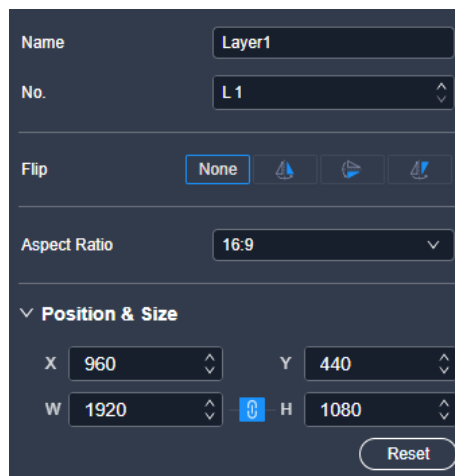 Name Layer1
No. L 1
Flip None
Aspect Ratio 16:9
Position & Size
X 960 Y 440
W 1920 H 1080
Reset